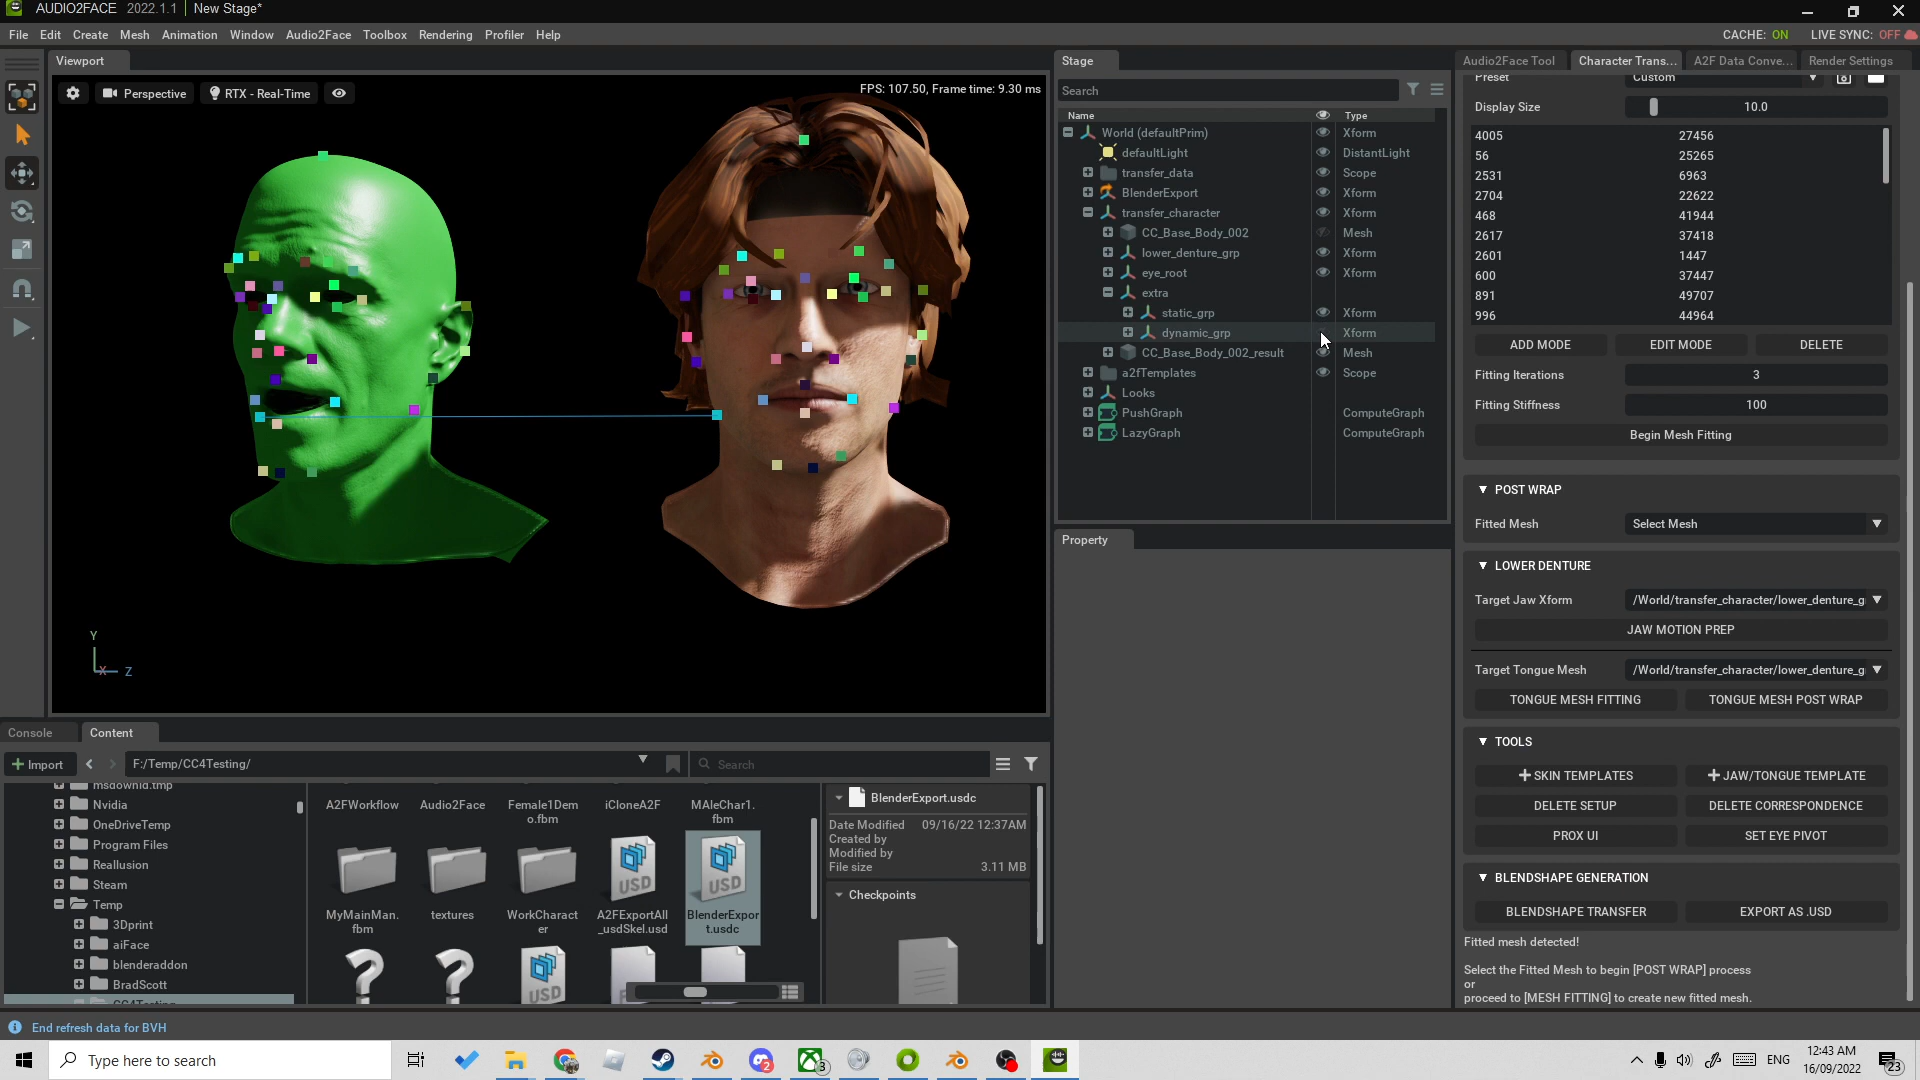 AUDIO2FACE 2022.1.1 New Stage*
File Edit Create Mesh Animation Window Audio2Face Toolbox Rendering Profiler Help
CACHE: ON LIVE SYNC: OFF
Viewport
Perspective RTX - Real-Time
FPS: 107.50, Frame time: 9.30 ms
Y
X Z
Stage
Search
Name Type
World (defaultPrim) Xform
defaultLight DistantLight
transfer_data Scope
BlenderExport Xform
transfer_character Xform
CC_Base_Body_002 Mesh
lower_denture_grp Xform
eye_root Xform
extra
static_grp Xform
dynamic_grp Xform
CC_Base_Body_002_result Mesh
a2fTemplates Scope
Looks
PushGraph ComputeGraph
LazyGraph ComputeGraph
Property
Audio2Face Tool Character Trans... A2F Data Conve... Render Settings
Preset Custom
Display Size 10.0
4005 27456
56 25265
2531 6963
2704 22622
468 41944
2617 37418
2601 1447
600 37447
891 49707
996 44964
ADD MODE EDIT MODE DELETE
Fitting Iterations 3
Fitting Stiffness 100
Begin Mesh Fitting
POST WRAP
Fitted Mesh Select Mesh
LOWER DENTURE
Target Jaw Xform /World/transfer_character/lower_denture_g
JAW MOTION PREP
Target Tongue Mesh /World/transfer_character/lower_denture_g
TONGUE MESH FITTING TONGUE MESH POST WRAP
TOOLS
SKIN TEMPLATES JAW/TONGUE TEMPLATE
DELETE SETUP DELETE CORRESPONDENCE
PROX UI SET EYE PIVOT
BLENDSHAPE GENERATION
BLENDSHAPE TRANSFER EXPORT AS .USD
Fitted mesh detected!
Select the Fitted Mesh to begin [POST WRAP] process
or
proceed to [MESH FITTING] to create new fitted mesh.
Console Content
Import F:/Temp/CC4Testing/ Search
msdownld.tmp
Nvidia
OneDriveTemp
Program Files
Reallusion
Steam
Temp
3Dprint
aiFace
blenderaddon
BradScott
CC4Testing
A2FWorkflow Audio2Face Female1Demo.fbm iCloneA2F MAleChar1.fbm
USD USD
MyMainMan.fbm textures WorkCharacter A2FExportAll_usdSkel.usd BlenderExport.usdc
USD
BlenderExport.usdc
Date Modified 09/16/22 12:37AM
Created by
Modified by
File size 3.11 MB
Checkpoints
End refresh data for BVH
Type here to search
2
3
ENG
12:43 AM
16/09/2022
23